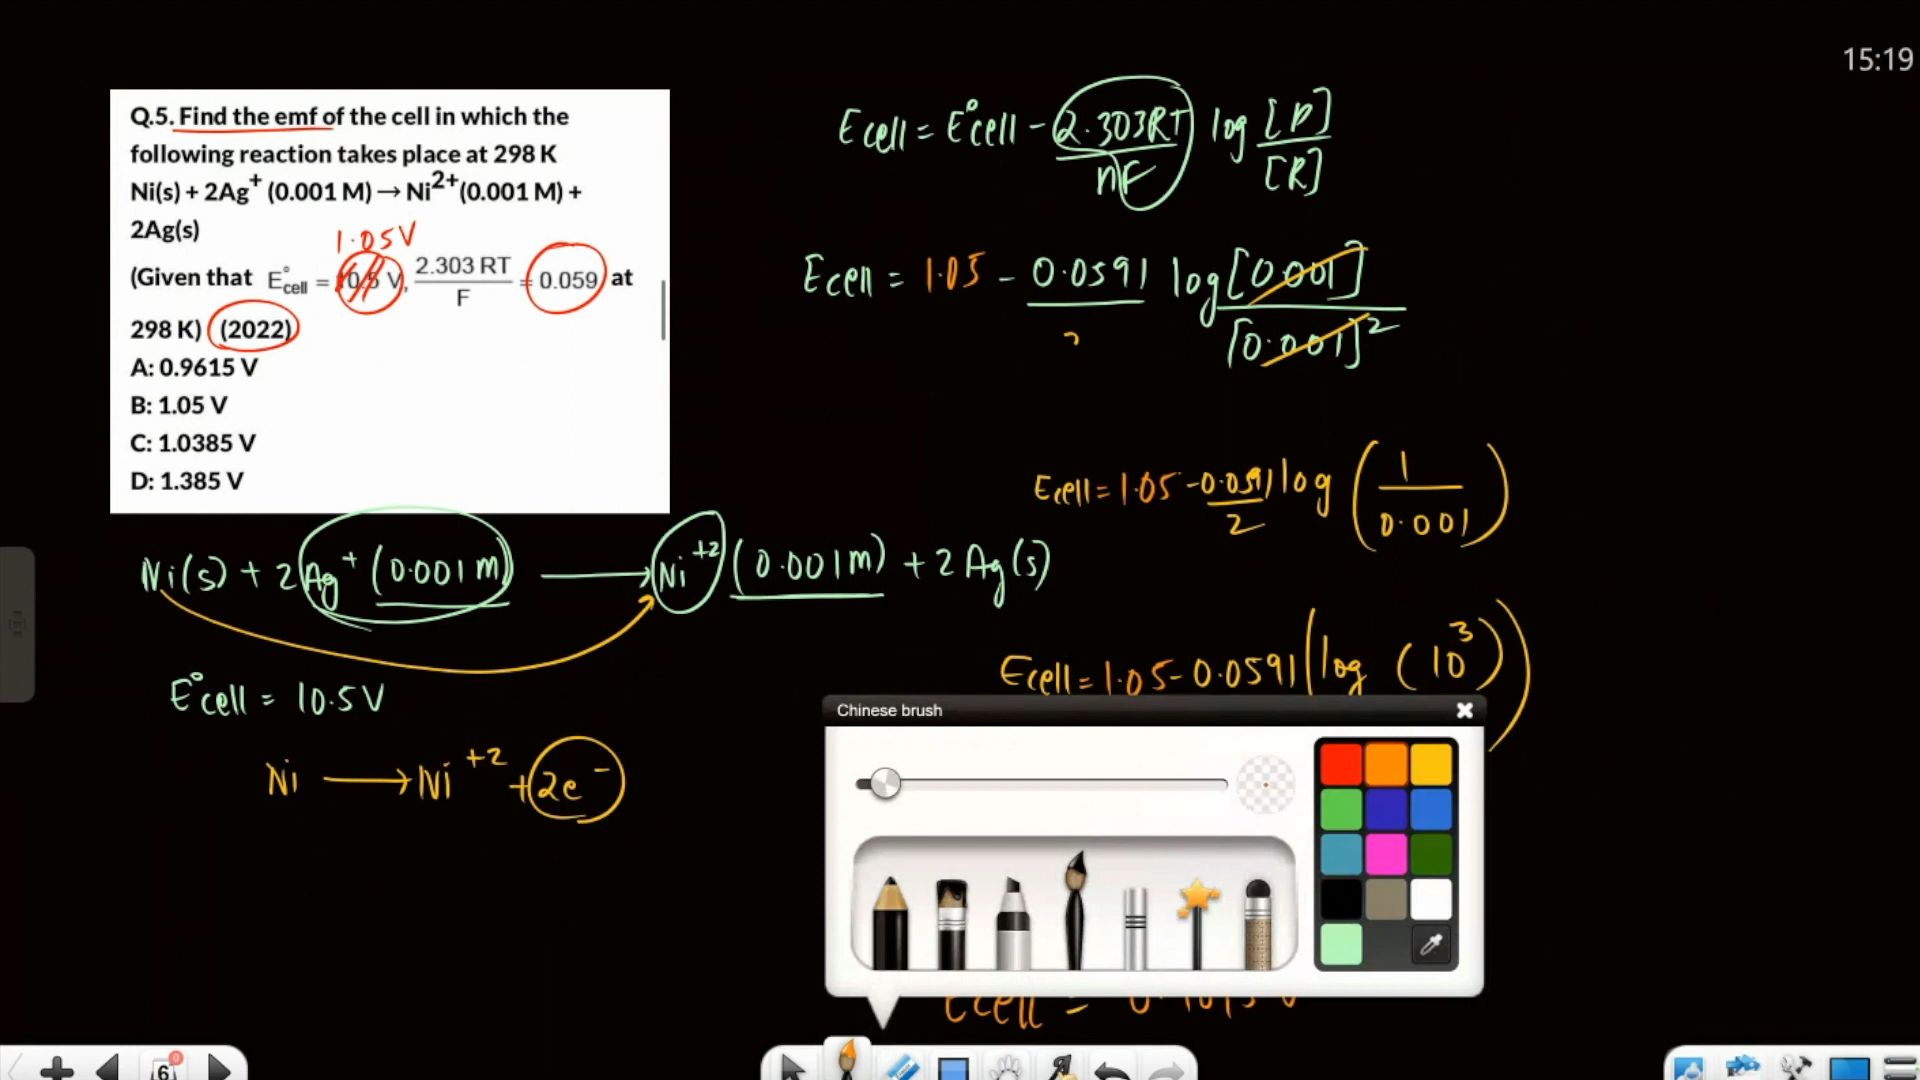 15:19
Q.5. Find the emf of the cell in which the
following reaction takes place at 298 K
Ni(s) + 2Ag⁺ (0.001 M) → Ni²⁺(0.001 M) +
2Ag(s)
1.05V
(Given that E°cell = 10.5 V, 2.303 RT / F = 0.059 at
298 K) (2022)
A: 0.9615 V
B: 1.05 V
C: 1.0385 V
D: 1.385 V
Ecell = E°cell - 2.303RT / nF log [P] / [R]
Ecell = 1.05 - 0.0591 / 2 log [0.001] / [0.001]²
Ecell = 1.05 - 0.0591 / 2 log (1 / 0.001)
Ni(s) + 2Ag⁺ (0.001m) → Ni⁺² (0.001m) + 2Ag(s)
E°cell = 10.5V
Ni → Ni⁺² + 2e⁻
Ecell = 1.05 - 0.0591 (log (10³))
Chinese brush
Ecell =
6
0